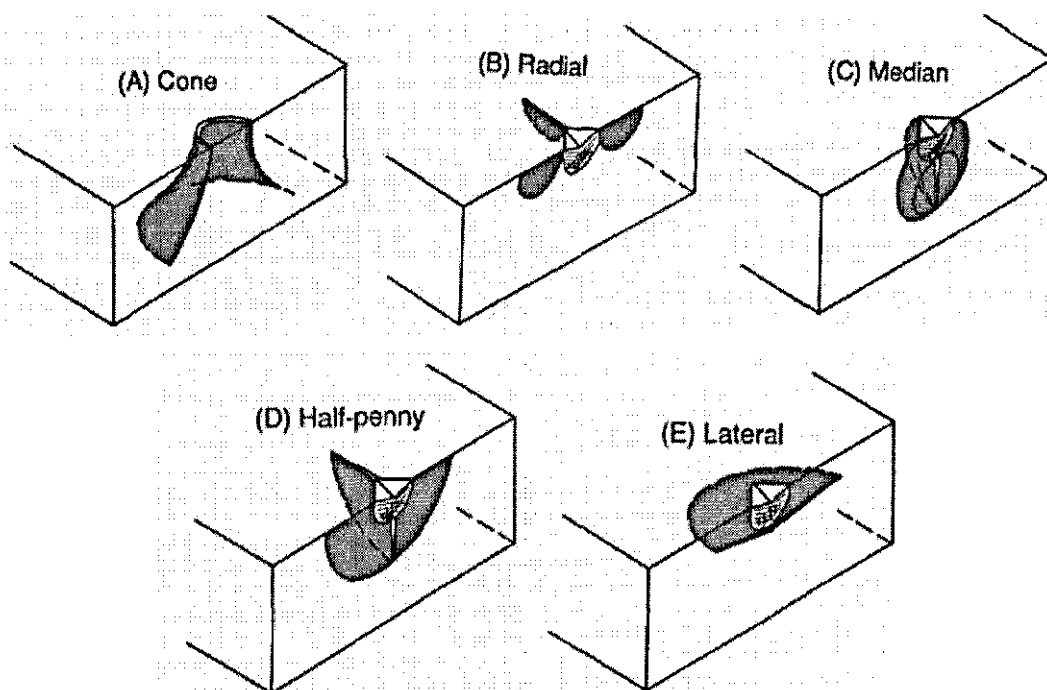 (A) Cone
(B) Radial
(C) Median
(D) Half-penny
(E) Lateral